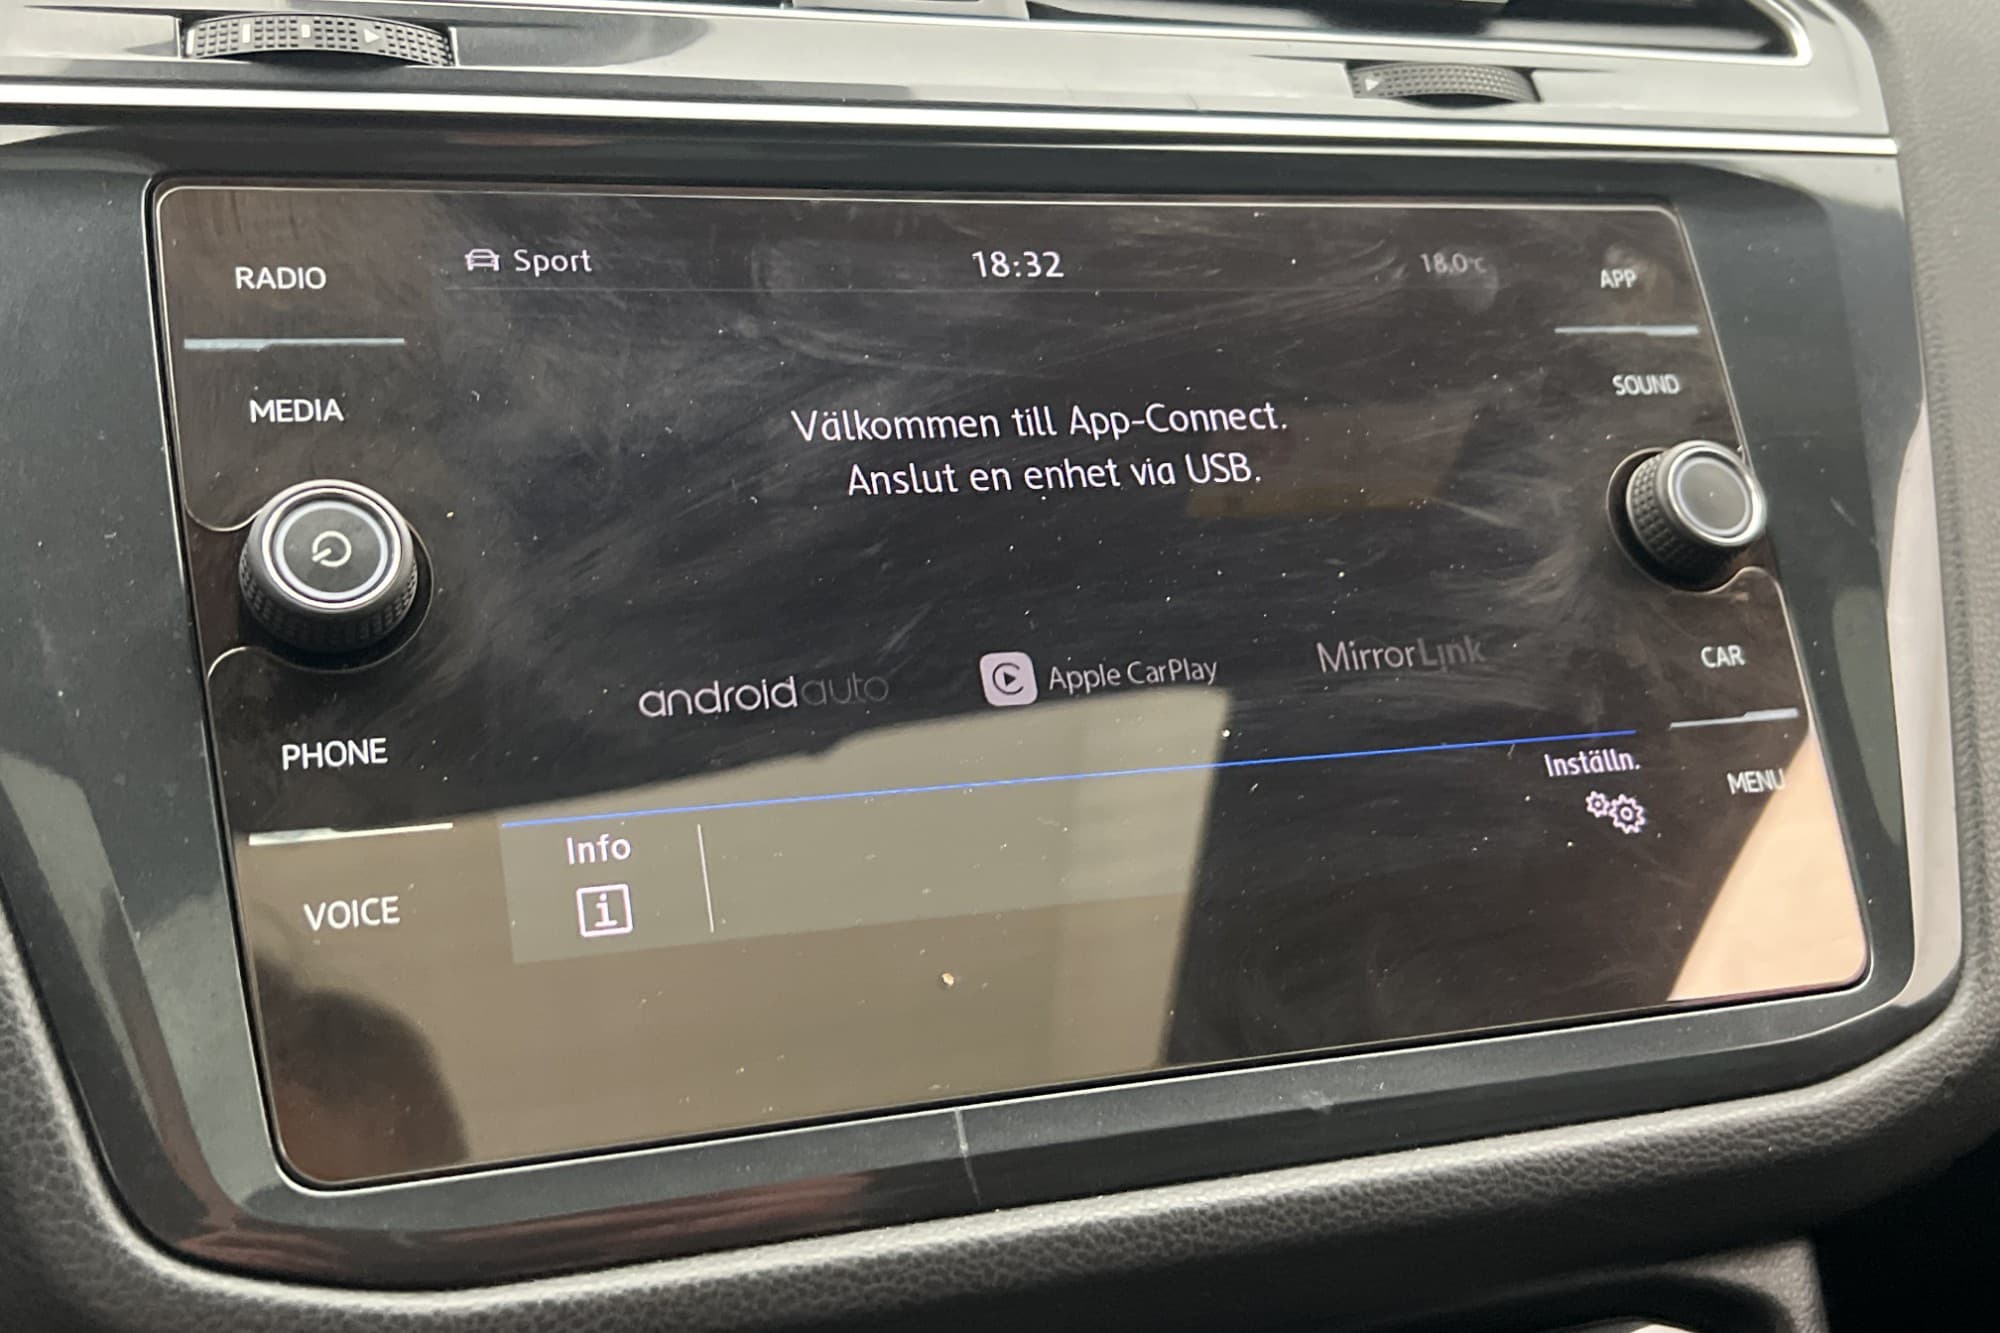 RADIO
Sport
18:32
18.0°C
APP
MEDIA
SOUND
Välkommen till App-Connect.
Anslut en enhet via USB.
androidauto
Apple CarPlay
MirrorLink
CAR
PHONE
Inställn.
MENU
Info
i
VOICE